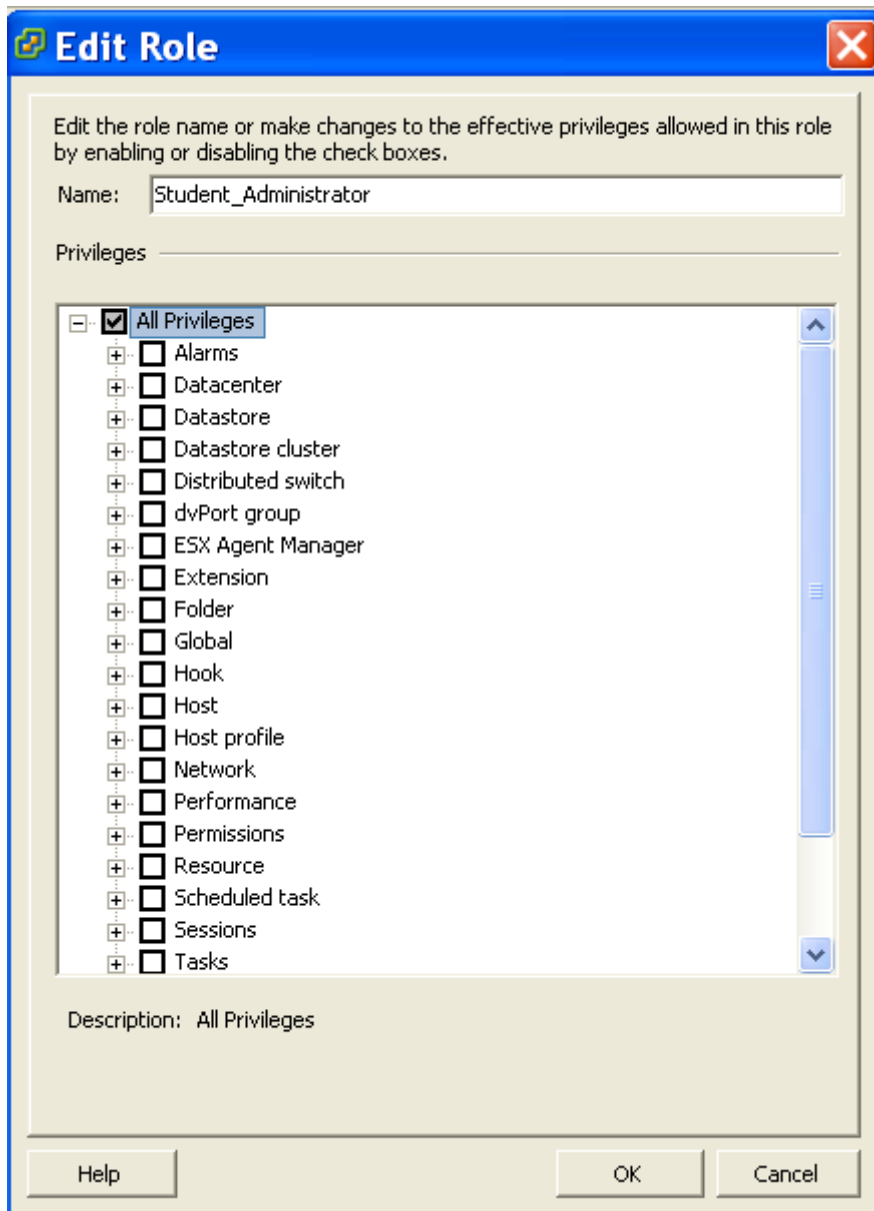 Edit Role
Edit the role name or make changes to the effective privileges allowed in this role
by enabling or disabling the check boxes.
Name: Student_Administrator
Privileges
All Privileges
Alarms
Datacenter
Datastore
Datastore cluster
Distributed switch
dvPort group
ESX Agent Manager
Extension
Folder
Global
Hook
Host
Host profile
Network
Performance
Permissions
Resource
Scheduled task
Sessions
Tasks
Description: All Privileges
Help OK Cancel